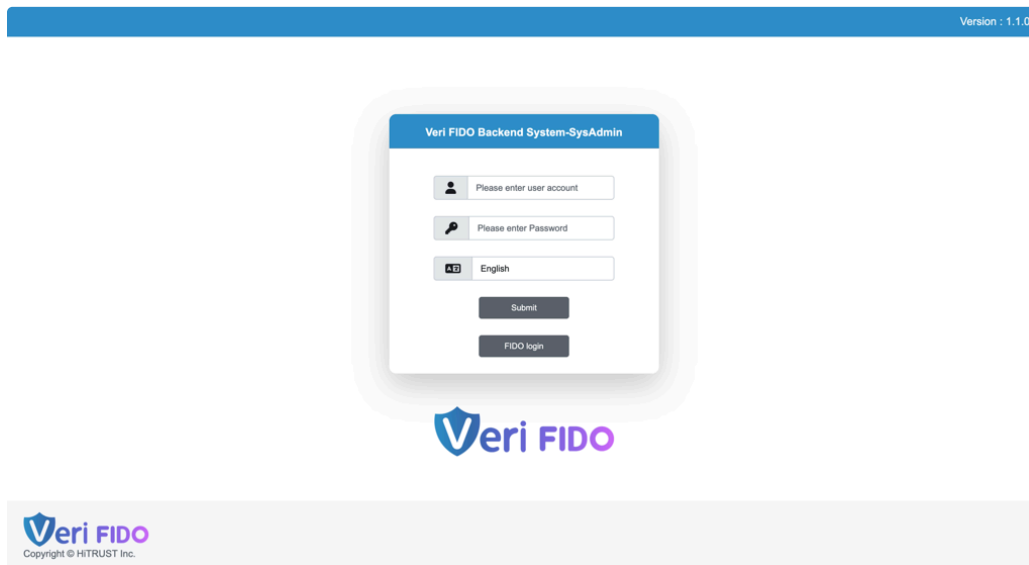 Version : 1.1.0
Veri FIDO Backend System-SysAdmin
Please enter user account
Please enter Password
English
Submit
FIDO login
Veri FIDO
Veri FIDO
Copyright © HiTRUST Inc.